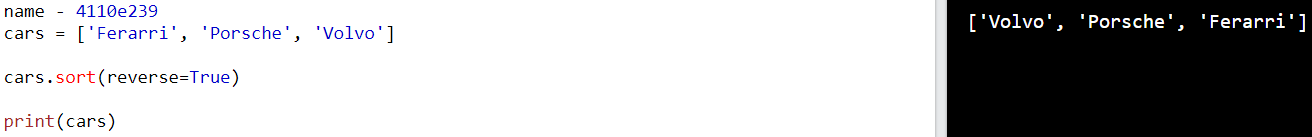 name - 4110e239
cars = ['Ferarri', 'Porsche', 'Volvo']
cars.sort(reverse=True)
print(cars)
['Volvo', 'Porsche', 'Ferarri']